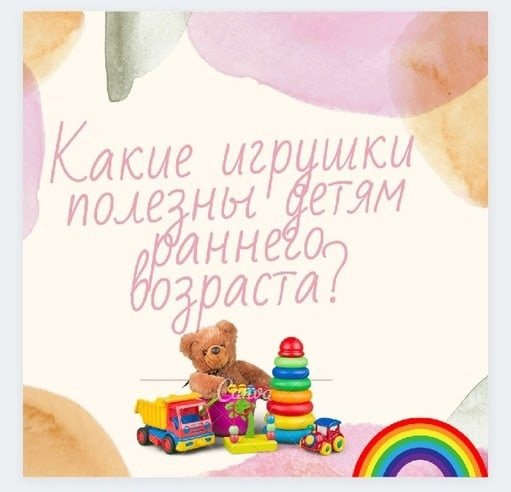 Какие игрушки
полезны детям
раннего
возраста?
Canva